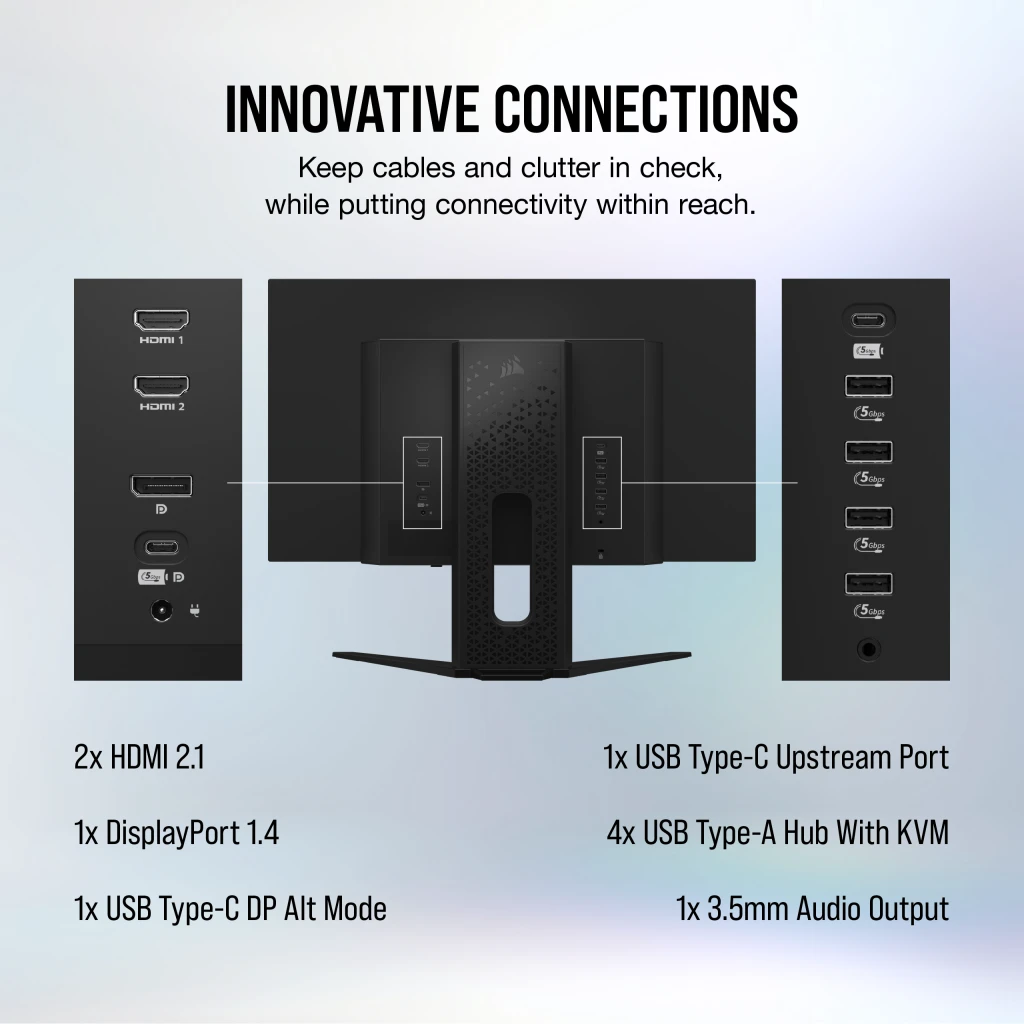 INNOVATIVE CONNECTIONS
Keep cables and clutter in check,
while putting connectivity within reach.
HDMI 1
HDMI 2
5Gbps
5Gbps
5Gbps
5Gbps
5Gbps
5Gbps
2x HDMI 2.1
1x DisplayPort 1.4
1x USB Type-C DP Alt Mode
1x USB Type-C Upstream Port
4x USB Type-A Hub With KVM
1x 3.5mm Audio Output